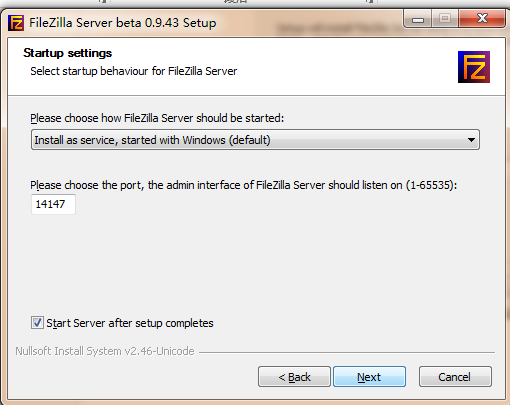 FileZilla Server beta 0.9.43 Setup
Startup settings
Select startup behaviour for FileZilla Server
Please choose how FileZilla Server should be started:
Install as service, started with Windows (default)
Please choose the port, the admin interface of FileZilla Server should listen on (1-65535):
14147
Start Server after setup completes
Nullsoft Install System v2.46-Unicode
< Back
Next
Cancel